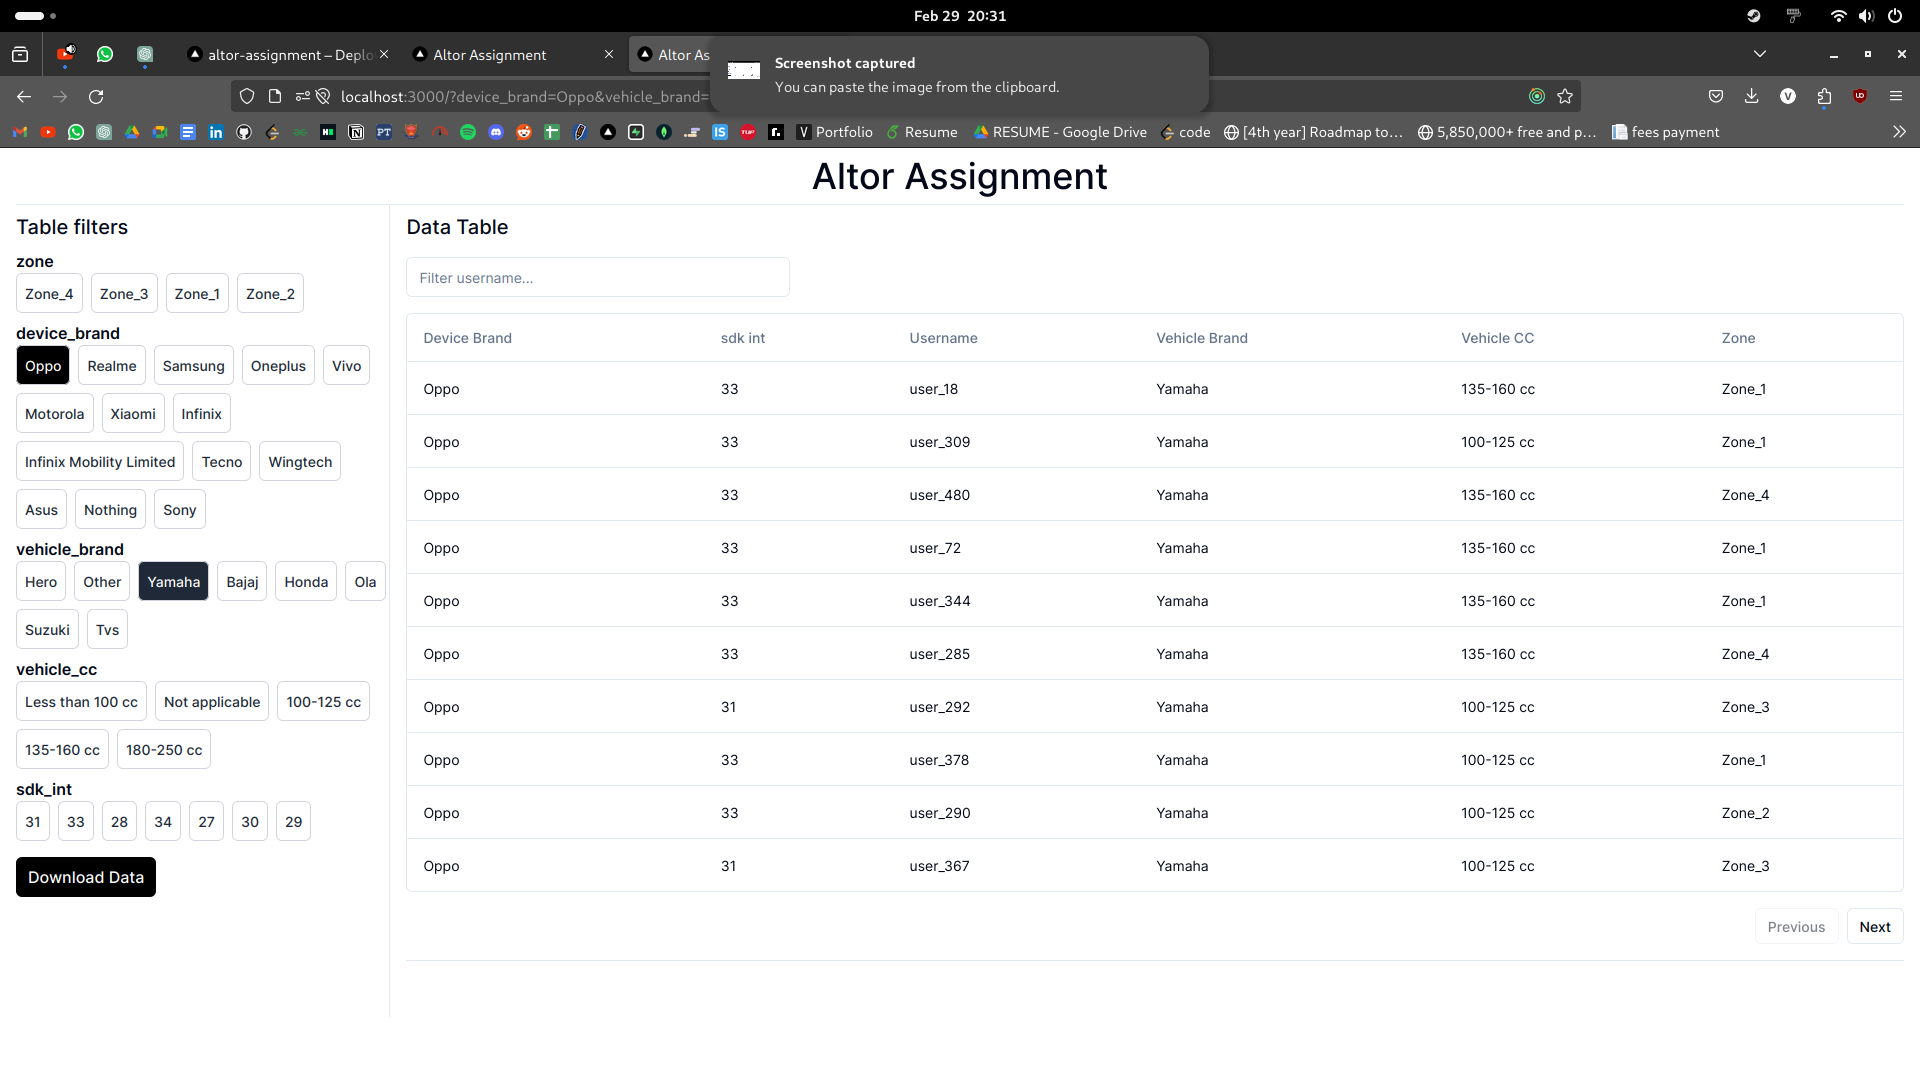 Feb 29 20:31
altor-assignment – Deplo
Altor Assignment
Altor As
Screenshot captured
You can paste the image from the clipboard.
localhost:3000/?device_brand=Oppo&vehicle_brand=
Portfolio
Resume
RESUME - Google Drive
code
[4th year] Roadmap to…
5,850,000+ free and p…
fees payment
Altor Assignment
Table filters
zone
Zone_4 Zone_3 Zone_1 Zone_2
device_brand
Oppo Realme Samsung Oneplus Vivo
Motorola Xiaomi Infinix
Infinix Mobility Limited Tecno Wingtech
Asus Nothing Sony
vehicle_brand
Hero Other Yamaha Bajaj Honda Ola
Suzuki Tvs
vehicle_cc
Less than 100 cc Not applicable 100-125 cc
135-160 cc 180-250 cc
sdk_int
31 33 28 34 27 30 29
Download Data
Data Table
Filter username...
Device Brand sdk int Username Vehicle Brand Vehicle CC Zone
Oppo 33 user_18 Yamaha 135-160 cc Zone_1
Oppo 33 user_309 Yamaha 100-125 cc Zone_1
Oppo 33 user_480 Yamaha 135-160 cc Zone_4
Oppo 33 user_72 Yamaha 135-160 cc Zone_1
Oppo 33 user_344 Yamaha 135-160 cc Zone_1
Oppo 33 user_285 Yamaha 135-160 cc Zone_4
Oppo 31 user_292 Yamaha 100-125 cc Zone_3
Oppo 33 user_378 Yamaha 100-125 cc Zone_1
Oppo 33 user_290 Yamaha 100-125 cc Zone_2
Oppo 31 user_367 Yamaha 100-125 cc Zone_3
Previous Next